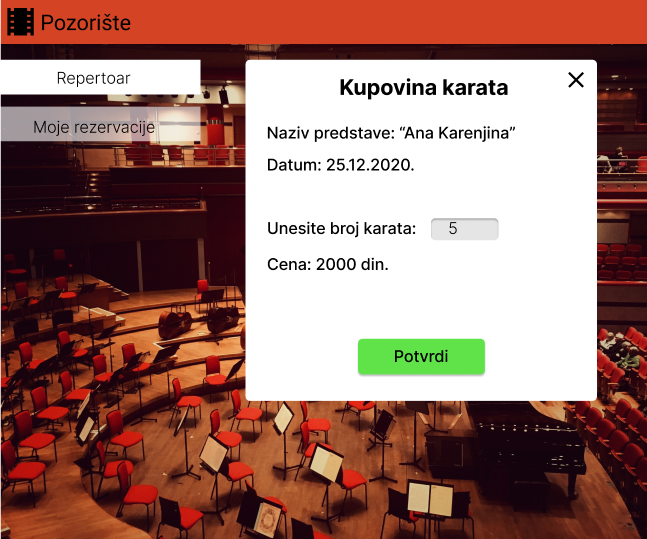 Pozorište
Repertoar
Moje rezervacije
Kupovina karata
Naziv predstave: “Ana Karenjina”
Datum: 25.12.2020.
Unesite broj karata: 5
Cena: 2000 din.
Potvrdi